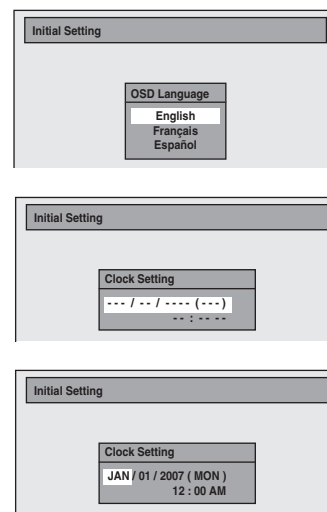 Initial Setting
OSD Language
English
Français
Español
Initial Setting
Clock Setting
--- / -- / ---- (---)
-- : -- --
Initial Setting
Clock Setting
JAN / 01 / 2007 ( MON )
12 : 00 AM